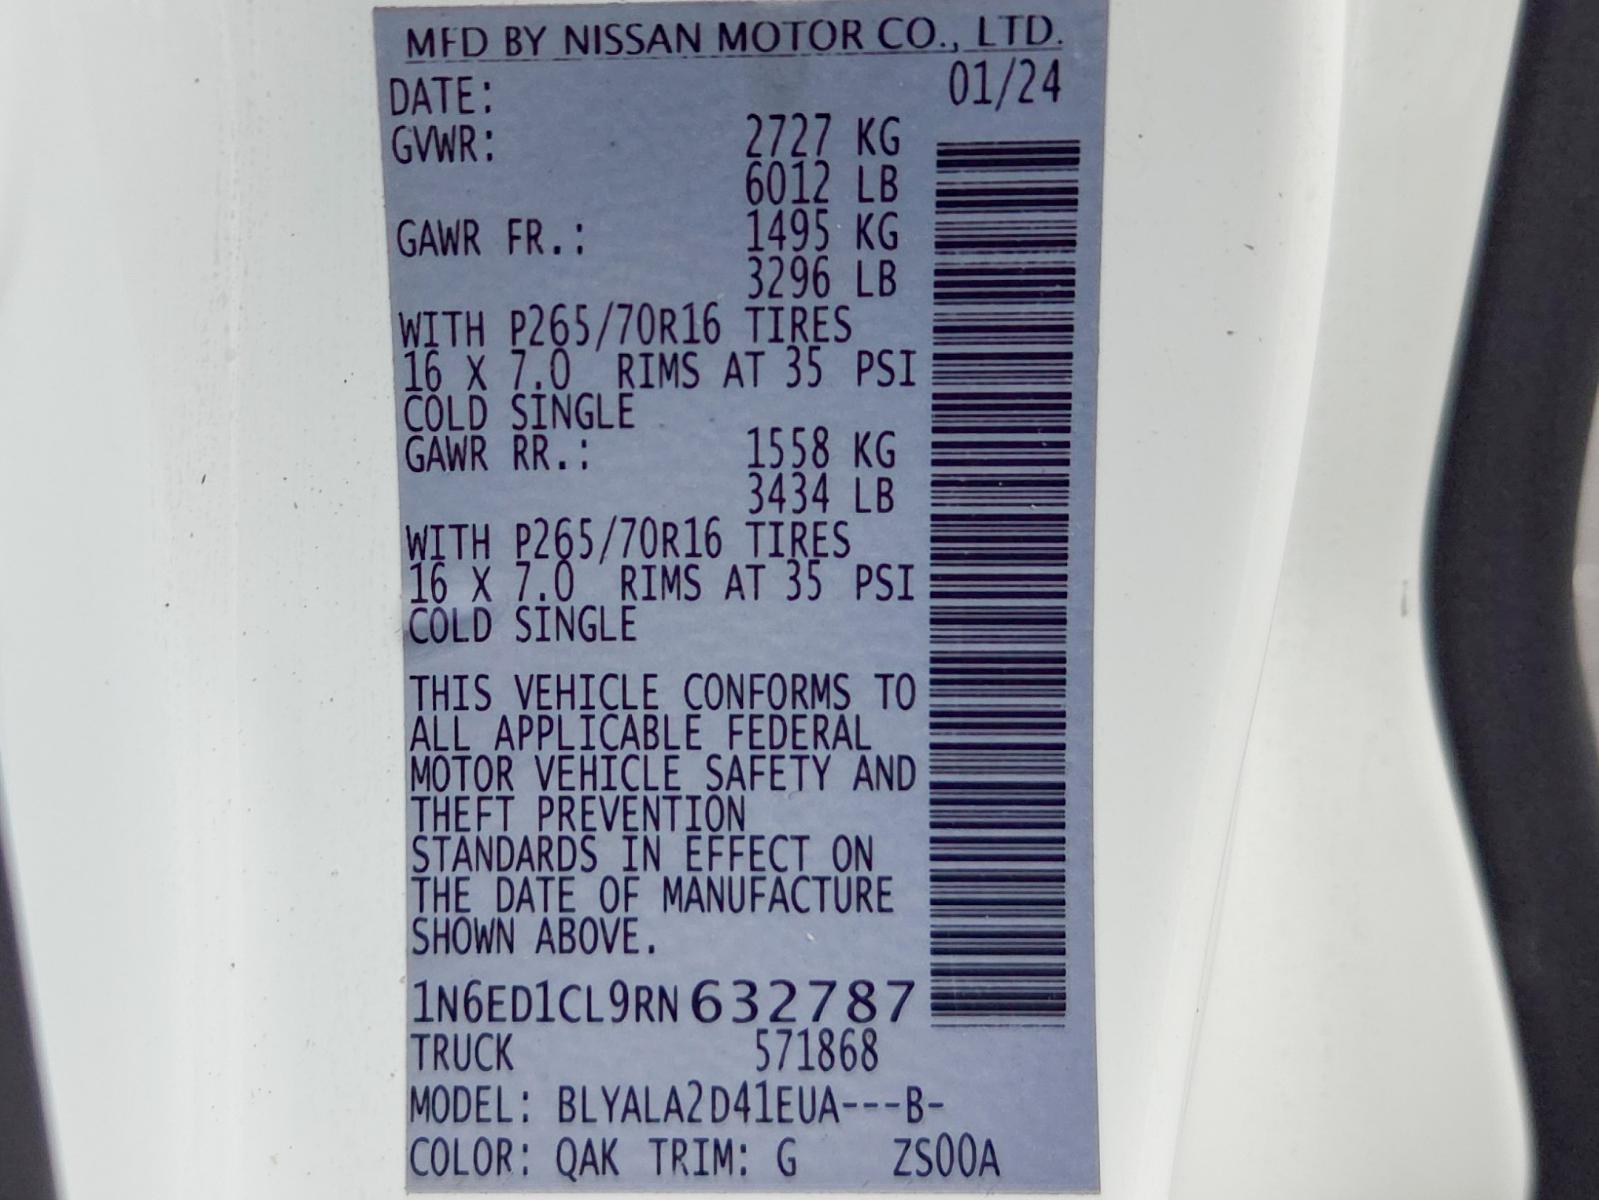 MFD BY NISSAN MOTOR CO., LTD.
DATE: 01/24
GVWR: 2727 KG
6012 LB
GAWR FR.: 1495 KG
3296 LB
WITH P265/70R16 TIRES
16 X 7.0 RIMS AT 35 PSI
COLD SINGLE
GAWR RR.: 1558 KG
3434 LB
WITH P265/70R16 TIRES
16 X 7.0 RIMS AT 35 PSI
COLD SINGLE
THIS VEHICLE CONFORMS TO
ALL APPLICABLE FEDERAL
MOTOR VEHICLE SAFETY AND
THEFT PREVENTION
STANDARDS IN EFFECT ON
THE DATE OF MANUFACTURE
SHOWN ABOVE.
1N6ED1CL9RN632787
TRUCK 571868
MODEL: BLYALA2D41EUA---B-
COLOR: QAK TRIM: G ZS00A